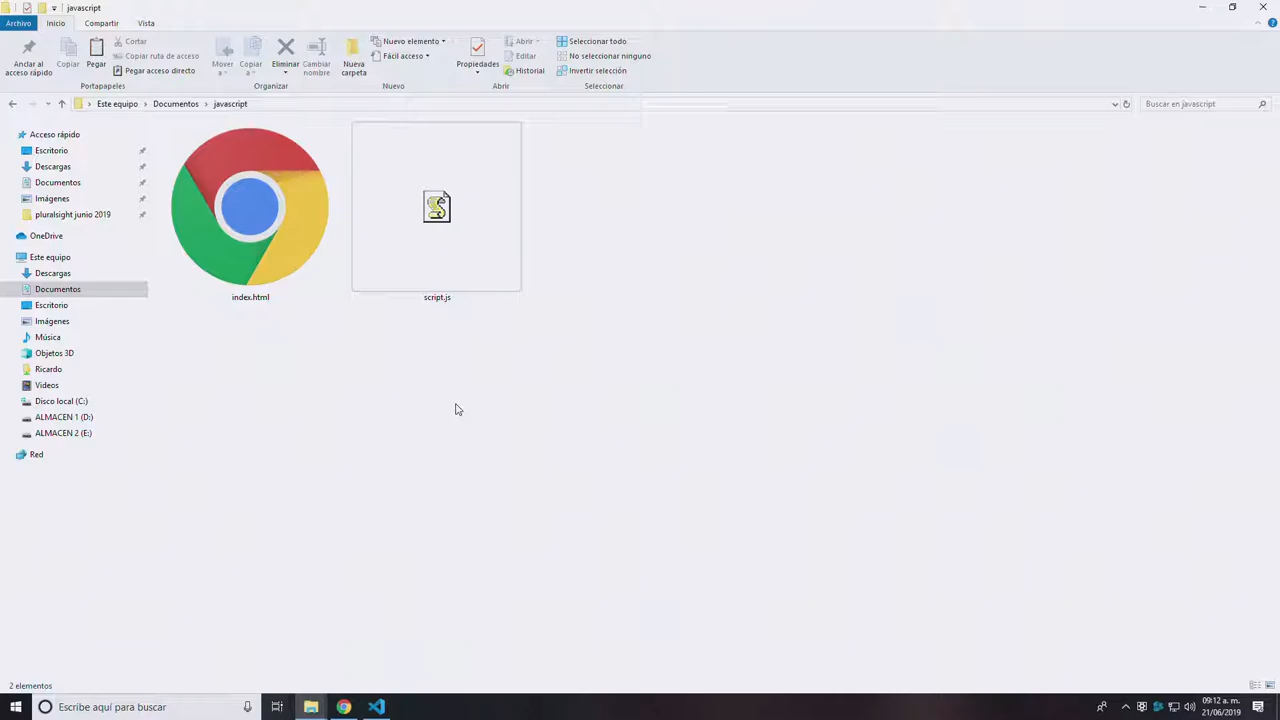 javascript
Archivo Inicio Compartir Vista
Anclar al acceso rápido
Copiar
Pegar
Cortar
Copiar ruta de acceso
Pegar acceso directo
Portapapeles
Mover a
Copiar a
Eliminar
Cambiar nombre
Organizar
Nueva carpeta
Nuevo elemento
Fácil acceso
Nuevo
Propiedades
Abrir
Editar
Historial
Abrir
Seleccionar todo
No seleccionar ninguno
Invertir selección
Seleccionar
Este equipo > Documentos > javascript
Buscar en javascript
Acceso rápido
Escritorio
Descargas
Documentos
Imágenes
pluralsight junio 2019
OneDrive
Este equipo
Descargas
Documentos
Escritorio
Imágenes
Música
Objetos 3D
Ricardo
Videos
Disco local (C:)
ALMACEN 1 (D:)
ALMACEN 2 (E:)
Red
index.html
script.js
2 elementos
Escribe aquí para buscar
09:12 a. m.
21/06/2019